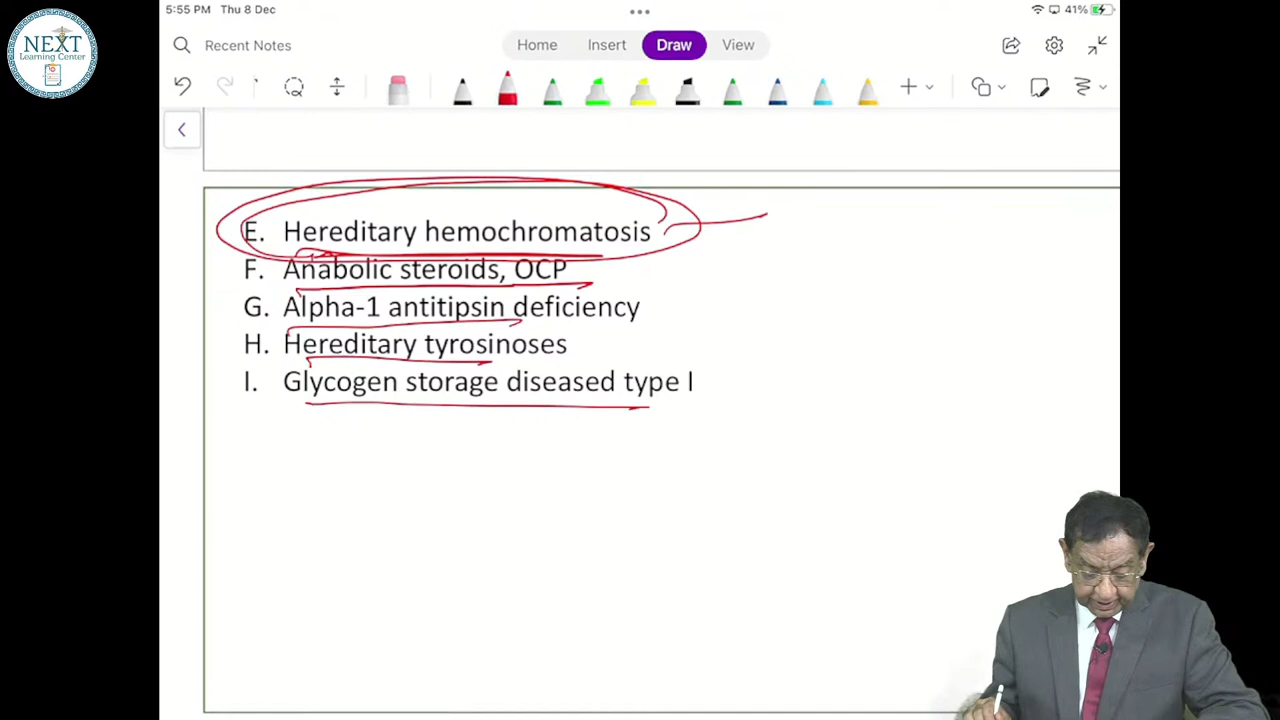 5:55 PM Thu 8 Dec
41%
NEXT
Learning Center
Recent Notes
Home Insert Draw View
E. Hereditary hemochromatosis
F. Anabolic steroids, OCP
G. Alpha-1 antitipsin deficiency
H. Hereditary tyrosinoses
I. Glycogen storage diseased type I